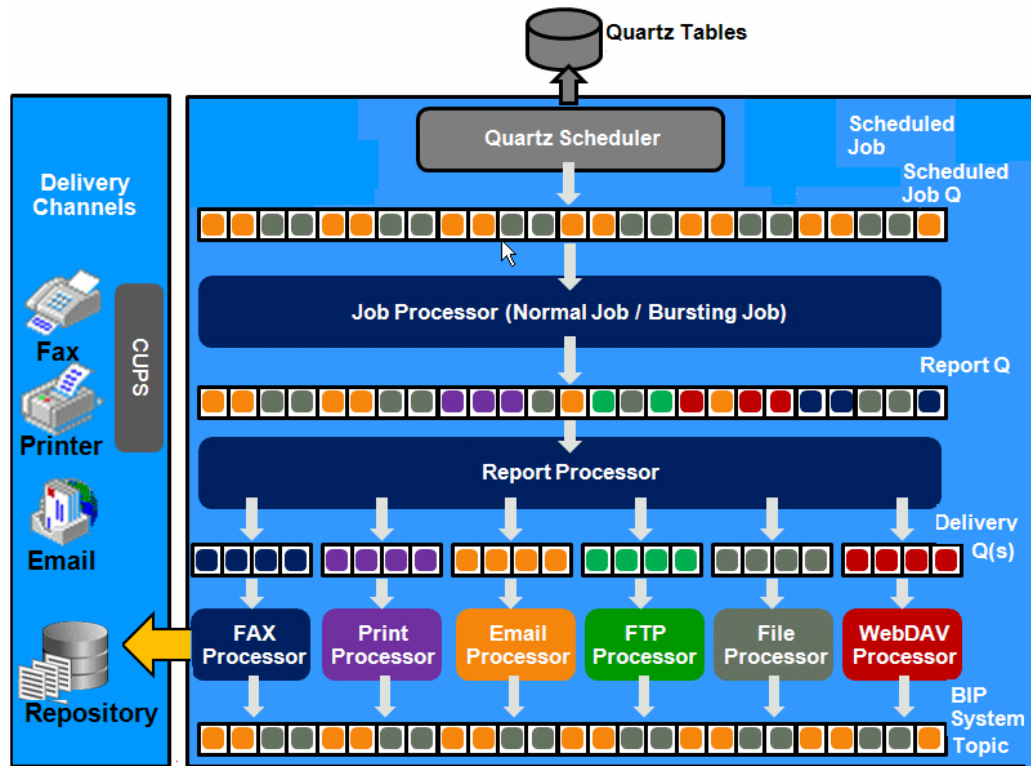 Quartz Tables
Quartz Scheduler
Scheduled
Job
Scheduled
Job Q
Delivery
Channels
Fax
CUPS
Printer
Email
Repository
Job Processor (Normal Job / Bursting Job)
Report Q
Report Processor
Delivery
Q(s)
FAX
Processor
Print
Processor
Email
Processor
FTP
Processor
File
Processor
WebDAV
Processor
BIP
System
Topic